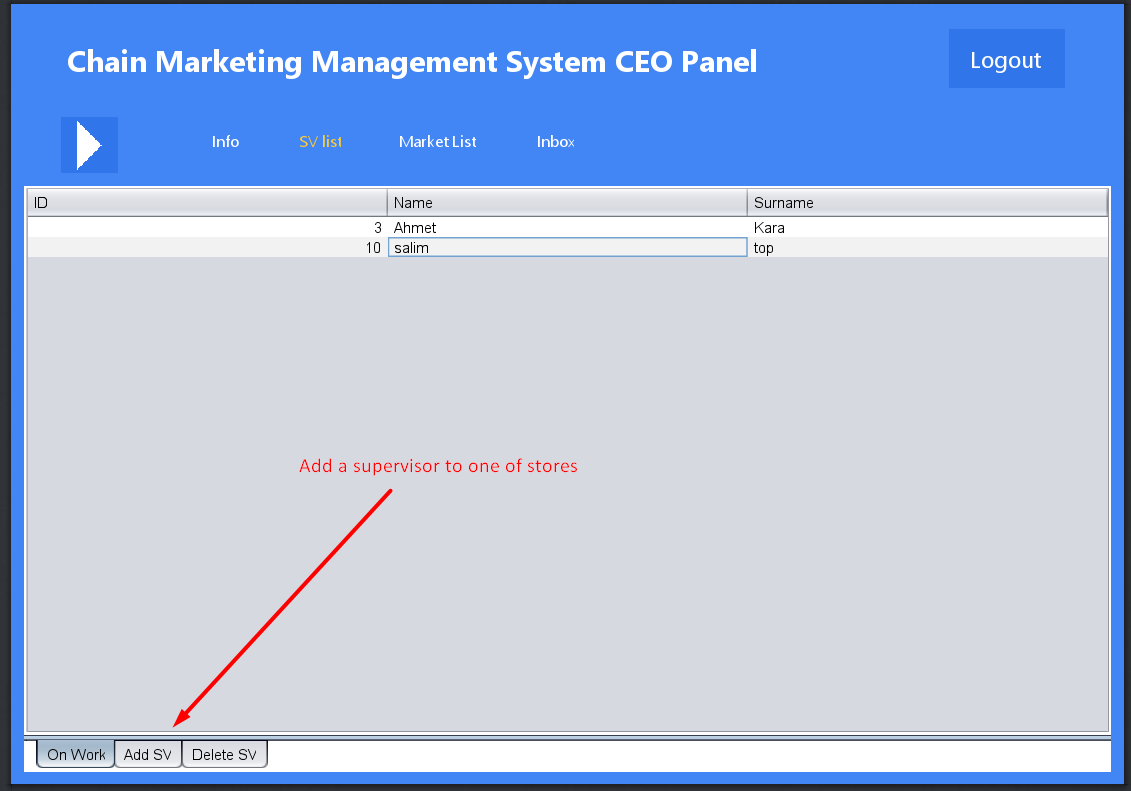 Chain Marketing Management System CEO Panel
Logout
Info SV list Market List Inbox
ID Name Surname
3 Ahmet Kara
10 salim top
Add a supervisor to one of stores
On Work Add SV Delete SV